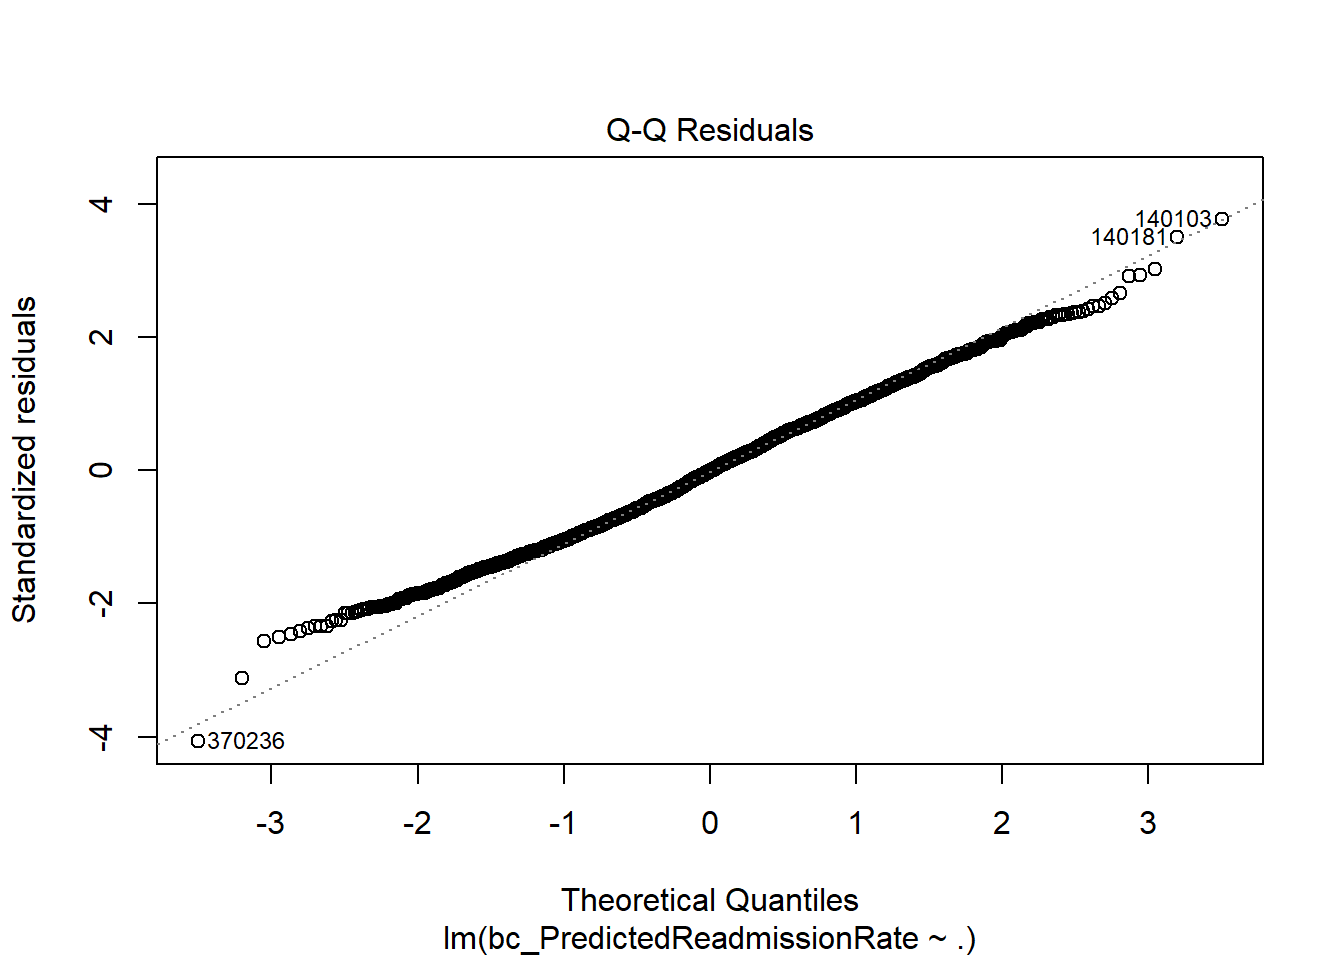 Q-Q Residuals
4
2
0
-2
-4
Standardized residuals
140103
140181
370236
-3 -2 -1 0 1 2 3
Theoretical Quantiles
lm(bc_PredictedReadmissionRate ~ .)